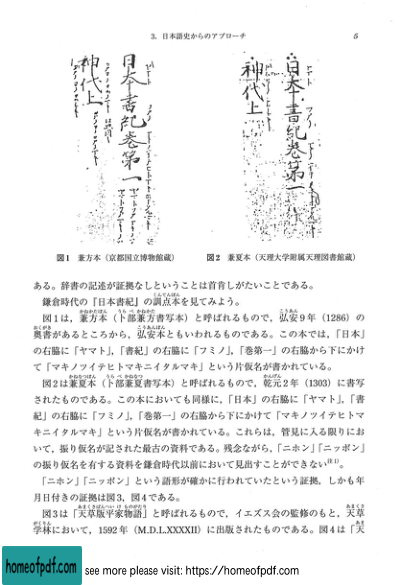 3. 日本語史からのアプローチ 5
日本書紀巻第一
神代上
日本書紀巻第一
神代上
図1 兼方本（京都国立博物館蔵）
図2 兼夏本（天理大学附属天理図書館蔵）
ある。辞書の記述が証拠なしということは首肯しがたいことである。
鎌倉時代の『日本書紀』の訓点本を見てみよう。
図1は，兼方本（卜部兼方書写本）と呼ばれるもので，弘安9年（1286）の
奥書があるところから，弘安本ともいわれるものである。この本では，「日本」
の右脇に「ヤマト」，「書紀」の右脇に「フミノ」，「巻第一」の右脇から下にかけ
て「マキノツイテヒトマキニイタルマキ」という片仮名が書かれている。
図2は兼夏本（卜部兼夏書写本）と呼ばれるもので，乾元2年（1303）に書写
されたものである。この本においても同様に，「日本」の右脇に「ヤマト」，「書
紀」の右脇に「フミノ」，「巻第一」の右脇から下にかけて「マキノツイテヒトマ
キニイタルマキ」という片仮名が書かれている。これらは，管見に入る限りにお
いて，振り仮名が記された最古の資料である。残念ながら，「ニホン」「ニッポン」
の振り仮名を有する資料を鎌倉時代以前において見出すことができない(注1)。
「ニホン」「ニッポン」という語形が確かに行われていたという証拠，しかも年
月日付きの証拠は図3，図4である。
図3は「天草版平家物語」と呼ばれるもので，イエズス会の監修のもと，天草
学林において，1592年（M.D.L.XXXXII）に出版されたものである。図4は「天
homeofpdf.com
see more please visit: https://homeofpdf.com